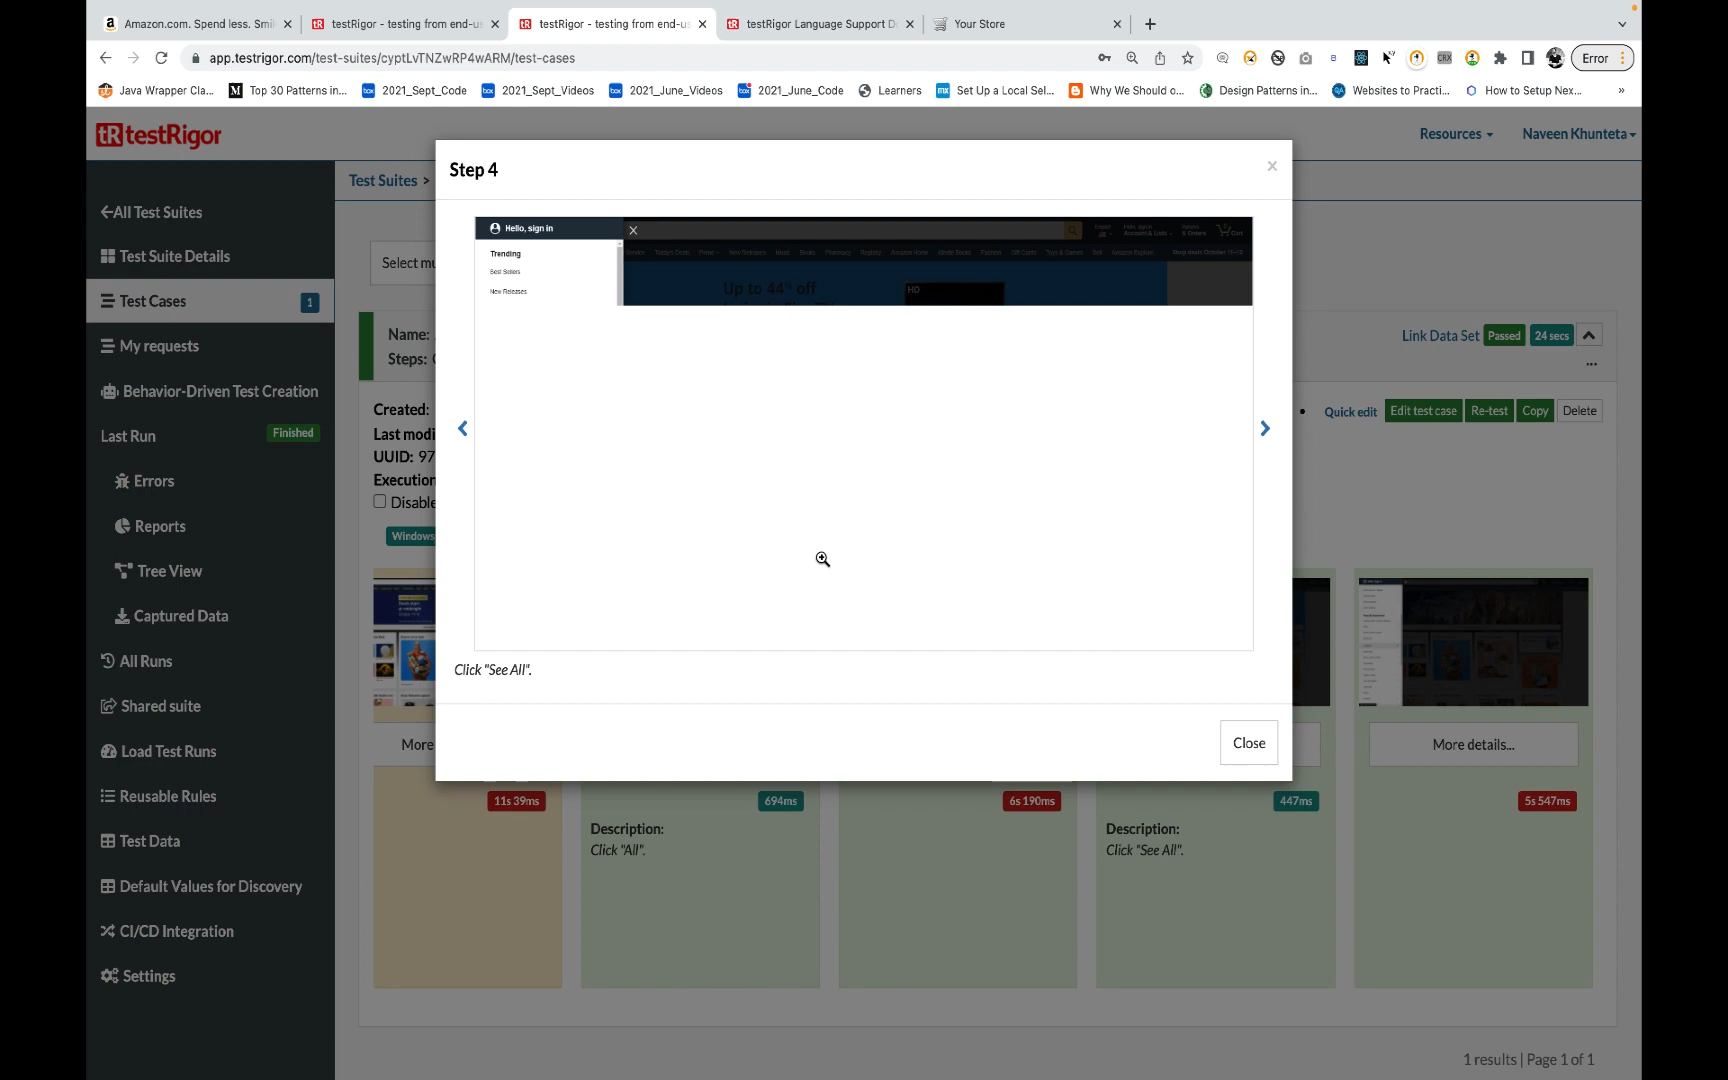 Amazon.com. Spend less. Smi
testRigor - testing from end-us
testRigor - testing from end-us
testRigor Language Support D
Your Store
app.testrigor.com/test-suites/cyptLvTNZwRP4wARM/test-cases
Error
Java Wrapper Cla...
Top 30 Patterns in...
2021_Sept_Code
2021_Sept_Videos
2021_June_Videos
2021_June_Code
Learners
Set Up a Local Sel...
Why We Should o...
Design Patterns in...
Websites to Practi...
How to Setup Nex...
»
tR testRigor
Resources
Naveen Khunteta
All Test Suites
Test Suite Details
Test Cases 1
My requests
Behavior-Driven Test Creation
Last Run Finished
Errors
Reports
Tree View
Captured Data
All Runs
Shared suite
Load Test Runs
Reusable Rules
Test Data
Default Values for Discovery
CI/CD Integration
Settings
Test Suites >
Select mu
Name:
Steps:
Link Data Set Passed 24 secs
...
Created:
Last modi
UUID: 97
Execution
Disable
Windows
Quick edit Edit test case Re-test Copy Delete
Step 4
×
Hello, sign in
X
Trending
Best Sellers
New Releases
Up to 44% off
HD
Click "See All".
Close
More
More details...
11s 39ms
694ms
6s 190ms
447ms
5s 547ms
Description:
Click "All".
Description:
Click "See All".
1 results | Page 1 of 1